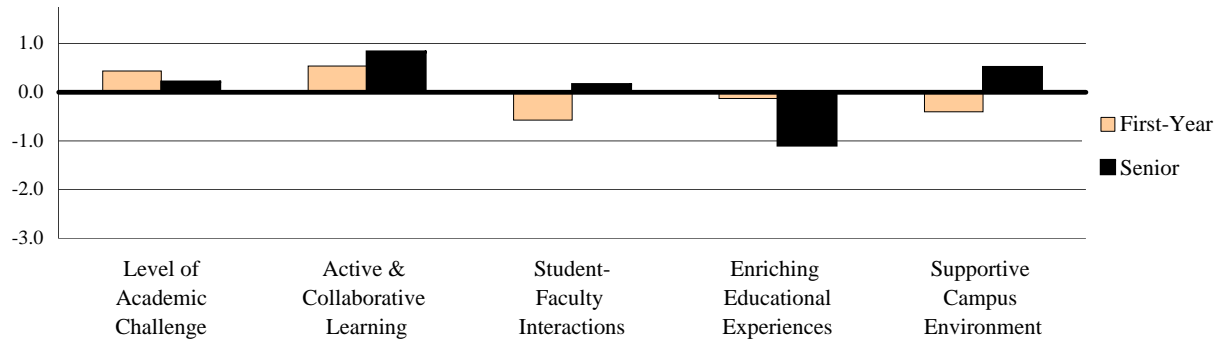 1.0
0.0
-1.0
-2.0
-3.0
First-Year
Senior
Level of
Academic
Challenge
Active &
Collaborative
Learning
Student-
Faculty
Interactions
Enriching
Educational
Experiences
Supportive
Campus
Environment